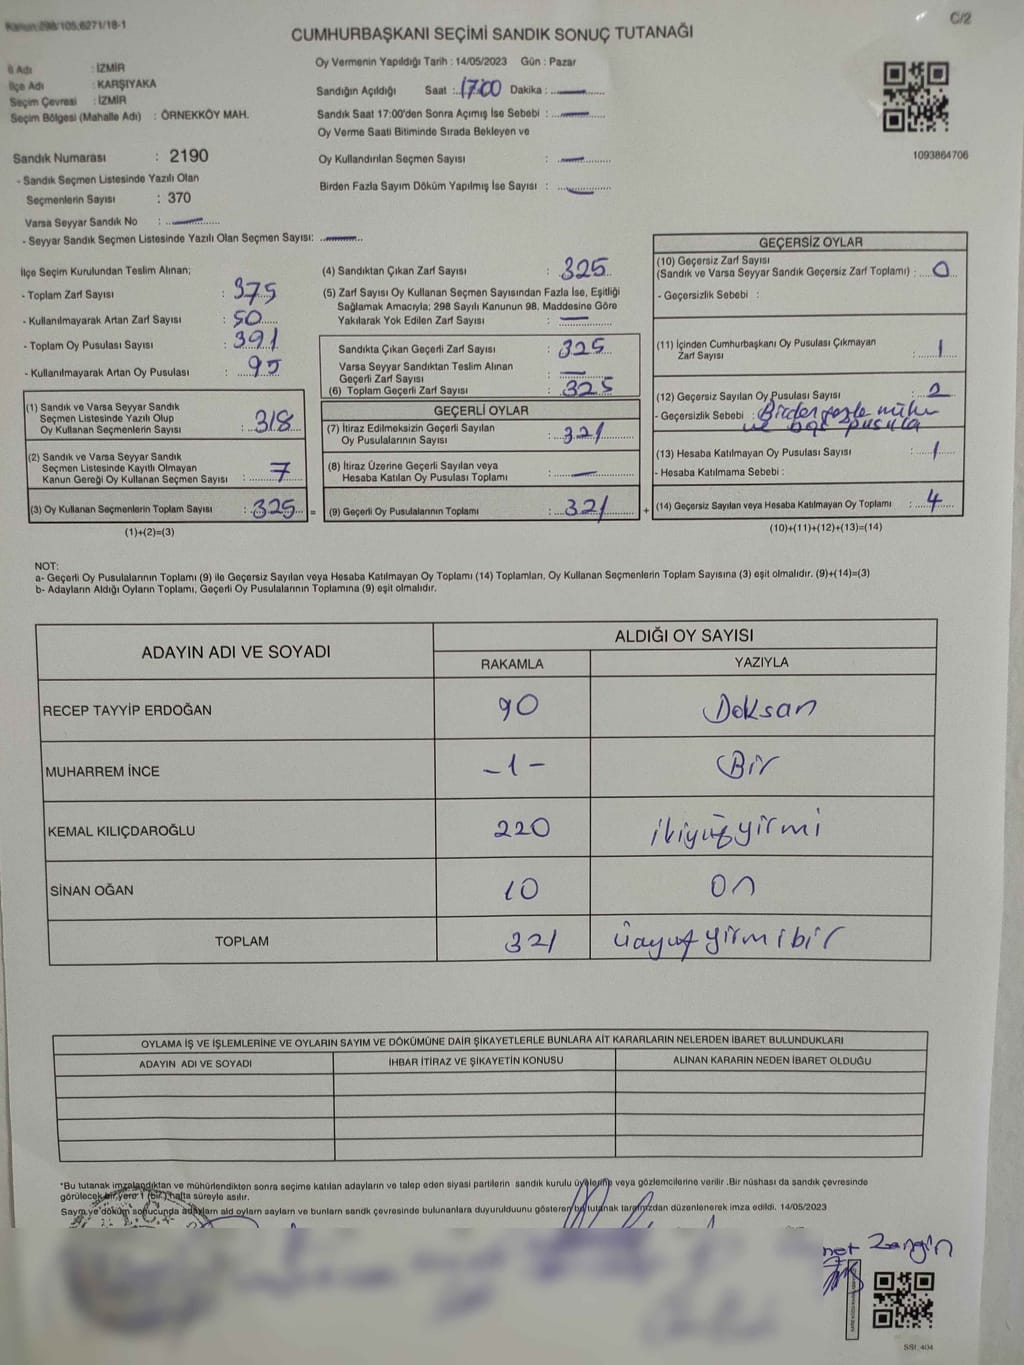 Kanun:298/105,6271/18-1
C/2
CUMHURBAŞKANI SEÇİMİ SANDIK SONUÇ TUTANAĞI
İl Adı : İZMİR
İlçe Adı : KARŞIYAKA
Seçim Çevresi : İZMİR
Seçim Bölgesi (Mahalle Adı) : ÖRNEKKÖY MAH.
Sandık Numarası : 2190
- Sandık Seçmen Listesinde Yazılı Olan
Seçmenlerin Sayısı : 370
Varsa Seyyar Sandık No :
- Seyyar Sandık Seçmen Listesinde Yazılı Olan Seçmen Sayısı:
Oy Vermenin Yapıldığı Tarih : 14/05/2023 Gün : Pazar
Sandığın Açıldığı Saat : 17:00 Dakika :
Sandık Saat 17:00'den Sonra Açımış İse Sebebi :
Oy Verme Saati Bitiminde Sırada Bekleyen ve
Oy Kullandırılan Seçmen Sayısı :
Birden Fazla Sayım Döküm Yapılmış İse Sayısı :
1093864706
İlçe Seçim Kurulundan Teslim Alınan;
- Toplam Zarf Sayısı : 375
- Kullanılmayarak Artan Zarf Sayısı : 50
- Toplam Oy Pusulası Sayısı : 391
- Kullanılmayarak Artan Oy Pusulası : 95
(1) Sandık ve Varsa Seyyar Sandık
Seçmen Listesinde Yazılı Olup
Oy Kullanan Seçmenlerin Sayısı : 318
(2) Sandık ve Varsa Seyyar Sandık
Seçmen Listesinde Kayıtlı Olmayan
Kanun Gereği Oy Kullanan Seçmen Sayısı : 7
(3) Oy Kullanan Seçmenlerin Toplam Sayısı : 325 =
(1)+(2)=(3)
(4) Sandıktan Çıkan Zarf Sayısı : 325
(5) Zarf Sayısı Oy Kullanan Seçmen Sayısından Fazla İse, Eşitliği
Sağlamak Amacıyla; 298 Sayılı Kanunun 98. Maddesine Göre
Yakılarak Yok Edilen Zarf Sayısı :
Sandıkta Çıkan Geçerli Zarf Sayısı : 325
Varsa Seyyar Sandıktan Teslim Alınan
Geçerli Zarf Sayısı :
(6) Toplam Geçerli Zarf Sayısı : 325
GEÇERLİ OYLAR
(7) İtiraz Edilmeksizin Geçerli Sayılan
Oy Pusulalarının Sayısı : 321
(8) İtiraz Üzerine Geçerli Sayılan veya
Hesaba Katılan Oy Pusulası Toplamı :
(9) Geçerli Oy Pusulalarının Toplamı : 321 +
GEÇERSİZ OYLAR
(10) Geçersiz Zarf Sayısı
(Sandık ve Varsa Seyyar Sandık Geçersiz Zarf Toplamı) : 0
- Geçersizlik Sebebi :
(11) İçinden Cumhurbaşkanı Oy Pusulası Çıkmayan
Zarf Sayısı : 1
(12) Geçersiz Sayılan Oy Pusulası Sayısı : 2
- Geçersizlik Sebebi : Birden fazla mühür
ve boş pusula
(13) Hesaba Katılmayan Oy Pusulası Sayısı : 1
- Hesaba Katılmama Sebebi :
(14) Geçersiz Sayılan veya Hesaba Katılmayan Oy Toplamı : 4
(10)+(11)+(12)+(13)=(14)
NOT:
a- Geçerli Oy Pusulalarının Toplamı (9) ile Geçersiz Sayılan veya Hesaba Katılmayan Oy Toplamı (14) Toplamları, Oy Kullanan Seçmenlerin Toplam Sayısına (3) eşit olmalıdır. (9)+(14)=(3)
b- Adayların Aldığı Oyların Toplamı, Geçerli Oy Pusulalarının Toplamına (9) eşit olmalıdır.
ADAYIN ADI VE SOYADI
ALDIĞI OY SAYISI
RAKAMLA YAZIYLA
RECEP TAYYİP ERDOĞAN 90 Doksan
MUHARREM İNCE -1- Bir
KEMAL KILIÇDAROĞLU 220 ikiyüzyirmi
SİNAN OĞAN 10 On
TOPLAM 321 üçyüzyirmibir
OYLAMA İŞ VE İŞLEMLERİNE VE OYLARIN SAYIM VE DÖKÜMÜNE DAİR ŞİKAYETLERLE BUNLARA AİT KARARLARIN NELERDEN İBARET BULUNDUKLARI
ADAYIN ADI VE SOYADI İHBAR İTİRAZ VE ŞİKAYETİN KONUSU ALINAN KARARIN NEDEN İBARET OLDUĞU
*Bu tutanak imzalandıktan ve mühürlendikten sonra seçime katılan adayların ve talep eden siyasi partilerin sandık kurulu üyelerine veya gözlemcilerine verilir .Bir nüshası da sandık çevresinde
görülecek bir yere 1 (bir) hafta süreyle asılır.
Sayım ve döküm sonucunda adayların ald oyların sayların ve bunların sandık çevresinde bulunanlara duyurulduunu gösteren bu tutanak tarafımızdan düzenlenerek imza edildi. 14/05/2023
Zengin
SSI_404